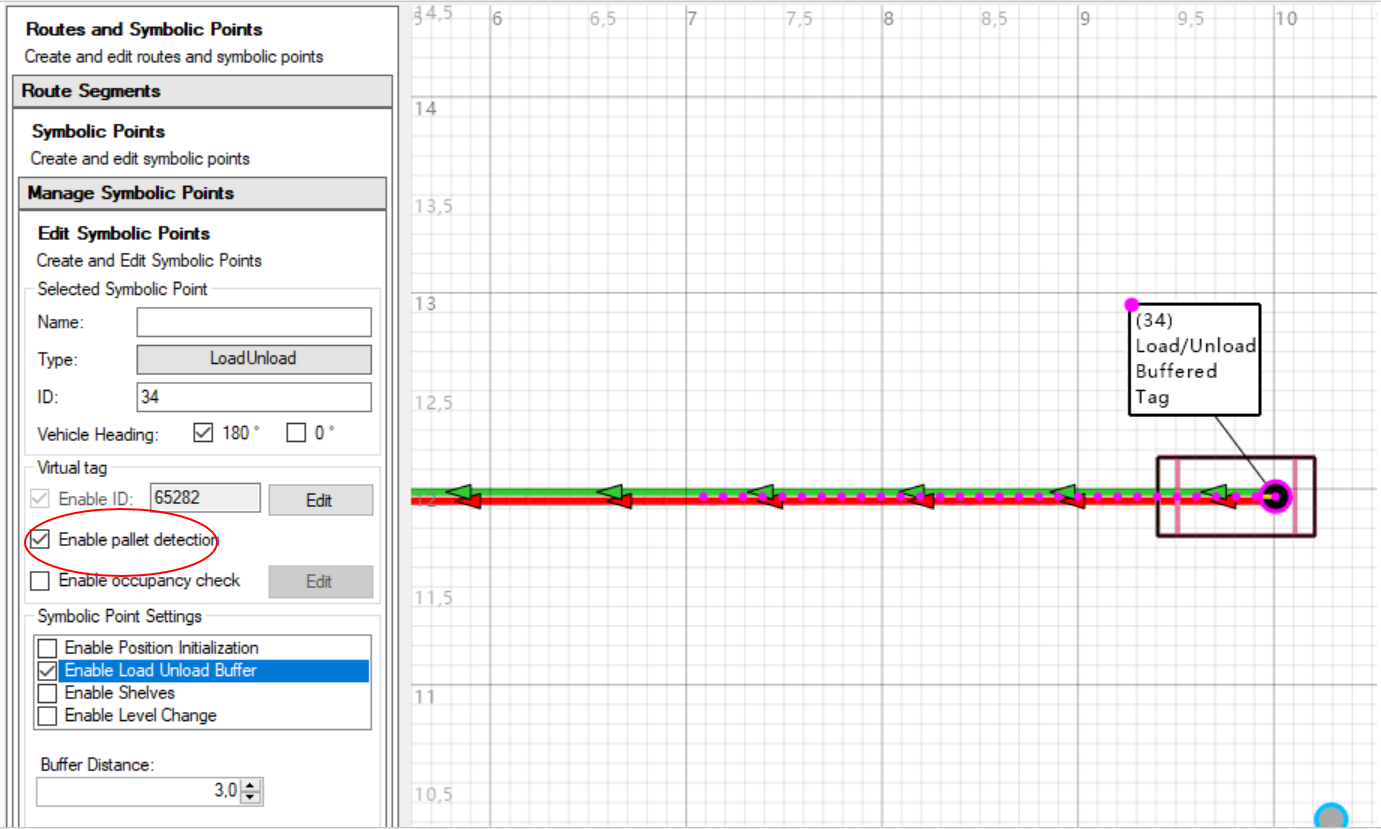 Routes and Symbolic Points
Create and edit routes and symbolic points
Route Segments
Symbolic Points
Create and edit symbolic points
Manage Symbolic Points
Edit Symbolic Points
Create and Edit Symbolic Points
Selected Symbolic Point
Name:
Type: LoadUnload
ID: 34
Vehicle Heading: 180 ° 0 °
Virtual tag
Enable ID: 65282 Edit
Enable pallet detection
Enable occupancy check Edit
Symbolic Point Settings
Enable Position Initialization
Enable Load Unload Buffer
Enable Shelves
Enable Level Change
Buffer Distance:
3,0
14,5 6 6,5 7 7,5 8 8,5 9 9,5 10
14
13,5
13
12,5
12
11,5
11
10,5
(34)
Load/Unload
Buffered
Tag